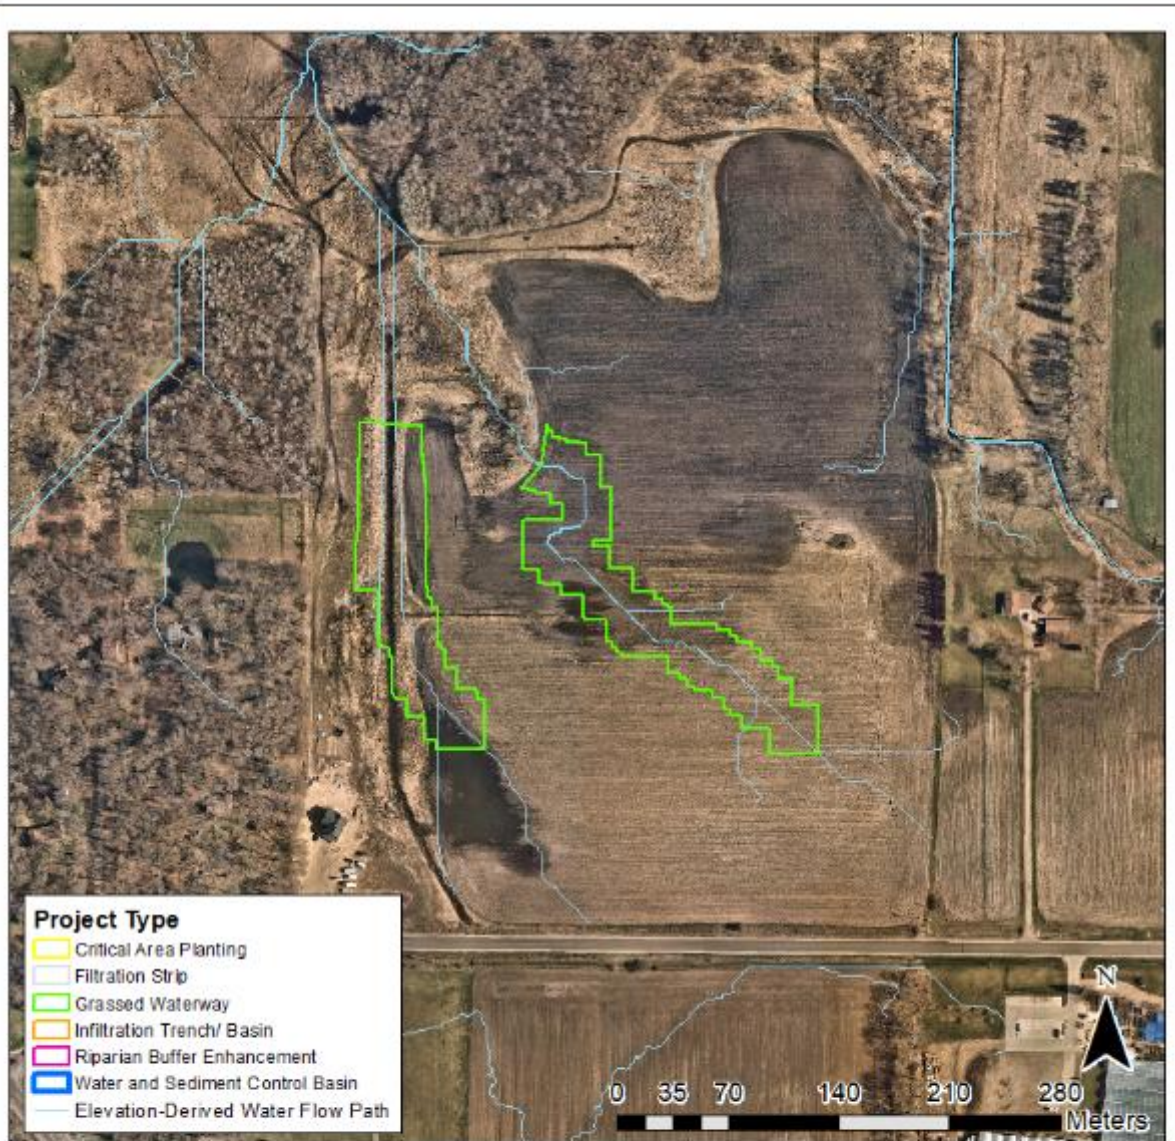 Project Type
Critical Area Planting
Filtration Strip
Grassed Waterway
Infiltration Trench/ Basin
Riparian Buffer Enhancement
Water and Sediment Control Basin
Elevation-Derived Water Flow Path
N
0 35 70 140 210 280
Meters